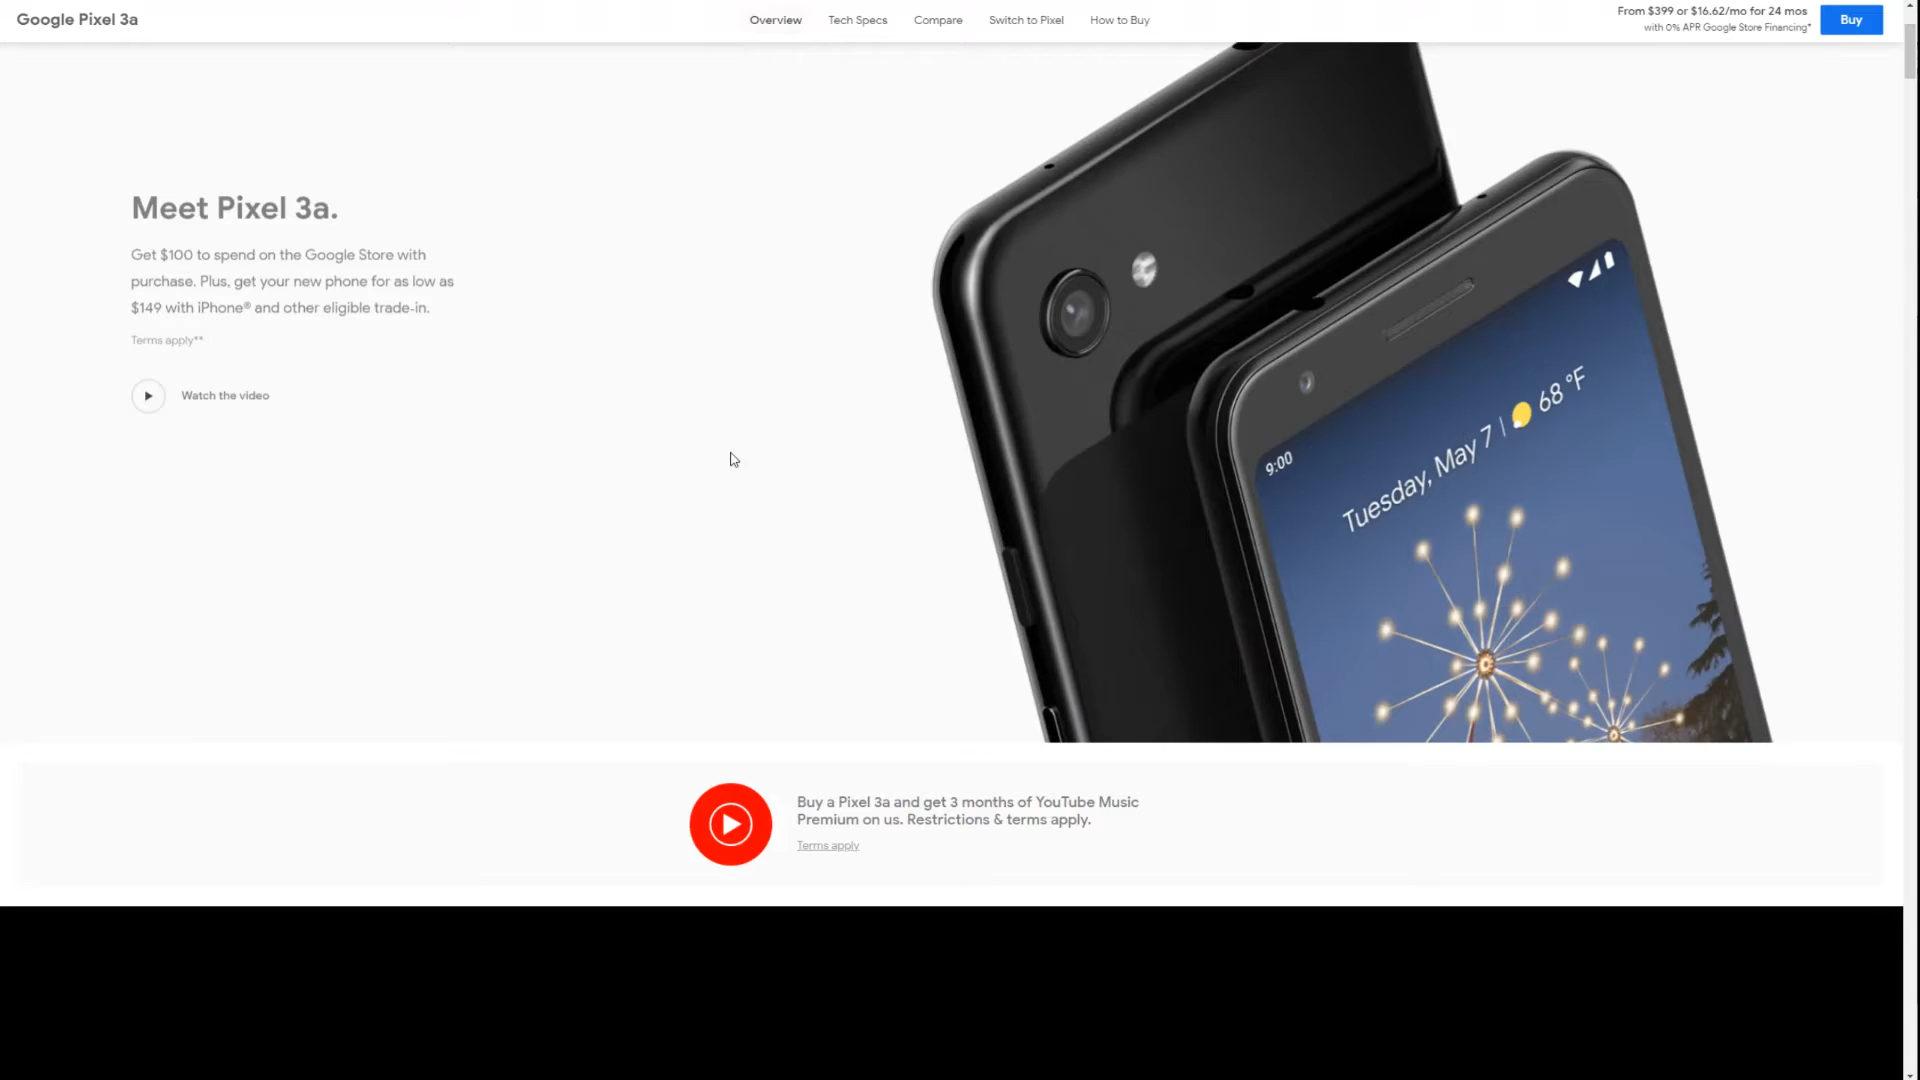 Google Pixel 3a
Overview
Tech Specs
Compare
Switch to Pixel
How to Buy
From $399 or $16.62/mo for 24 mos
with 0% APR Google Store Financing*
Buy
Meet Pixel 3a.
Get $100 to spend on the Google Store with
purchase. Plus, get your new phone for as low as
$149 with iPhone® and other eligible trade-in.
Terms apply**
Watch the video
9:00
Tuesday, May 7 | 68 °F
Buy a Pixel 3a and get 3 months of YouTube Music
Premium on us. Restrictions & terms apply.
Terms apply